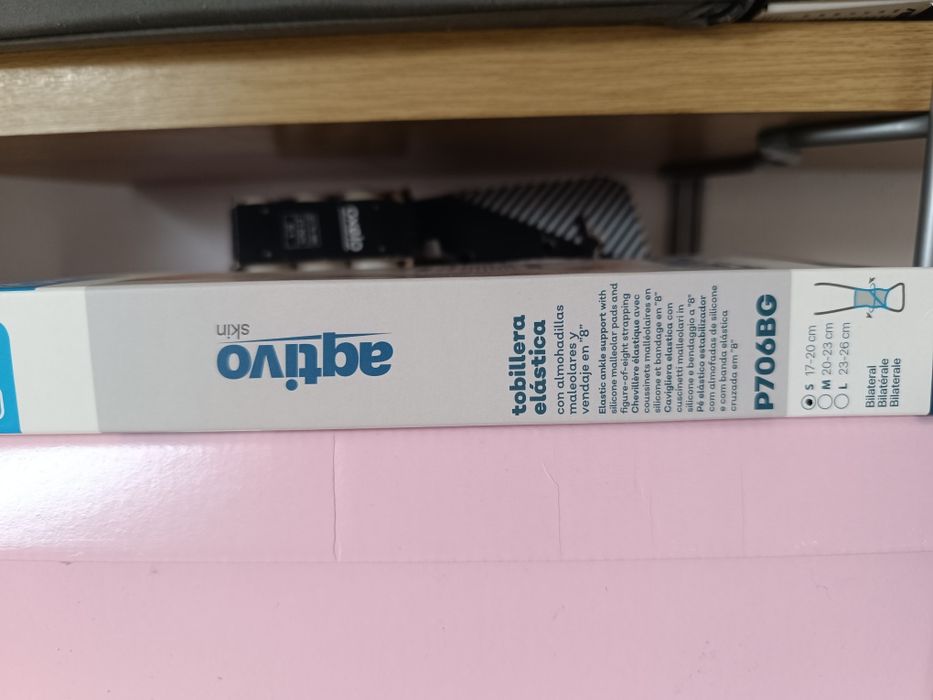 aqtivo
skin
tobillera
elástica
con almohadillas
maleolares y
vendaje en "8"
Elastic ankle support with
silicone malleolar pads and
figure-of-eight strapping
Chevillère élastique avec
coussinets malléolaires en
silicone et bandage en "8"
Cavigliera elastica con
cuscinetti malleolari in
silicone e bendaggio a "8"
Pé elástico estabilizador
com almofadas de silicone
e com banda elástica
cruzada em "8"
P706BG
S 17-20 cm
M 20-23 cm
L 23-26 cm
Bilateral
Bilatérale
Bilaterale
oxelo